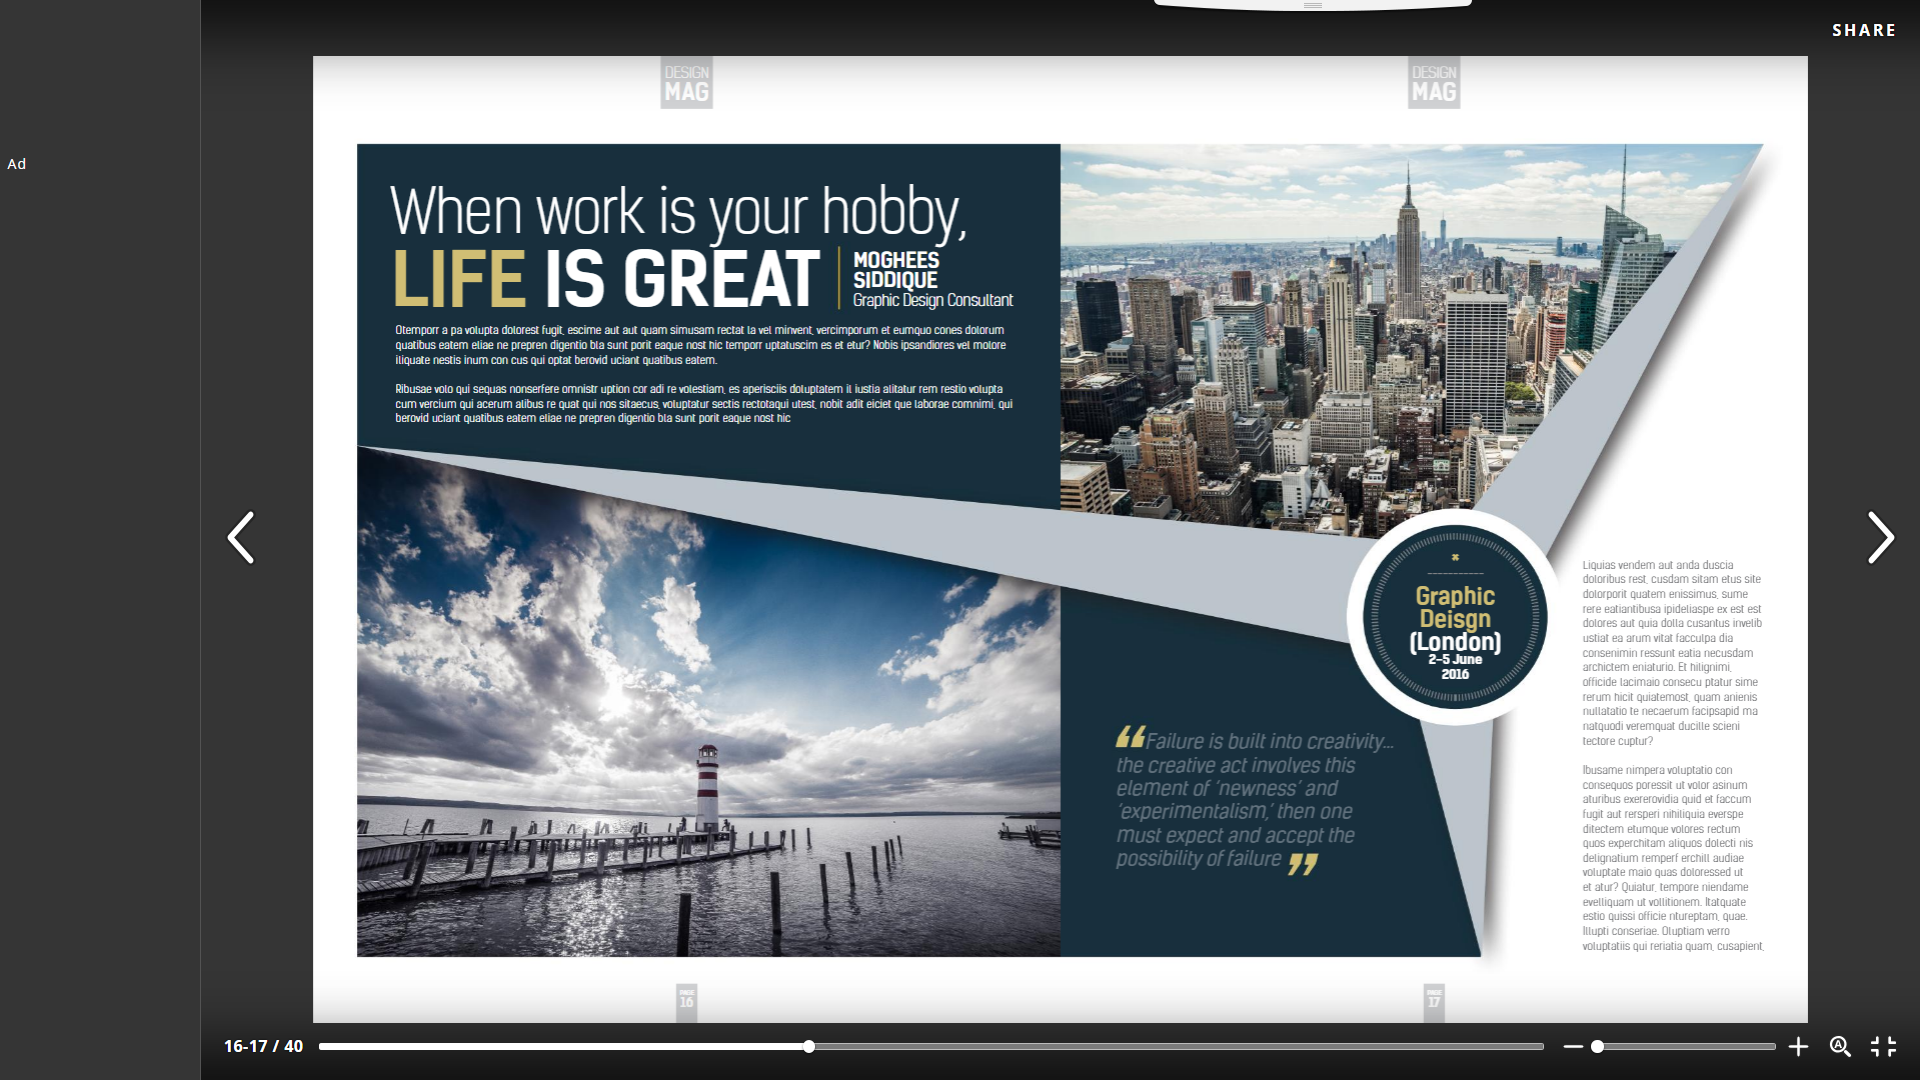 SHARE
Ad
DESIGN
MAG
DESIGN
MAG
When work is your hobby,
LIFE IS GREAT
MOGHEES
SIDDIQUE
Graphic Design Consultant
Otemporr a pa volupta dolorest fugit, escime aut aut quam simusam rectat la vel minvent, vercimporum et eumquo cones dolorum
quatibus eatem eliae ne prepren digentio bla sunt porit eaque nost hic temporr uptatuscim es et etur? Nobis ipsandiores vel molore
iliquate nestis inum con cus qui optat berovid uciant quatibus eatem.
Ribusae volo qui sequas nonserfere omnistr uption cor adi re volestiam, es aperisciis doluptatem il iustia alitatur rem restio volupta
cum vercium qui acerum alibus re quat qui nos sitaecus, voluptatur sectis rectotaqui utest, nobit adit eiciet que laborae comnimi, qui
berovid uciant quatibus eatem eliae ne prepren digentio bla sunt porit eaque nost hic
Graphic
Deisgn
(London)
2-5 June
2016
“Failure is built into creativity...
the creative act involves this
element of ‘newness’ and
‘experimentalism,’ then one
must expect and accept the
possibility of failure ”
Liquias vendem aut anda duscia
doloribus rest, cusdam sitam etus site
dolorporit quatem enissimus, sume
rere eatiantibusa ipideliaspe ex est est
dolores aut quia dolla cusantus invelib
ustiat ea arum vitat facculpa dia
consenimin ressunt eatia necusdam
archictem eniaturio. Et hilignimi,
officide lacimaio consecu ptatur sime
rerum hicit quiatemost, quam anienis
nullatatio te necaerum facipsapid ma
natquodi veremquat ducille scieni
tectore cuptur?
Ibusame nimpera voluptatio con
consequos poressit ut volor asinum
aturibus exererovidia quid et faccum
fugit aut rersperi nihiliquia everspe
ditectem etumque volores rectum
quos experchitam aliquos dolecti nis
delignatium remperf erchill audiae
voluptate maio quas doloressed ut
et atur? Quiatur, tempore niendame
evelliquam ut vollitionem. Itatquate
estio quissi officie ntureptam, quae.
Illupti conseriae. Oluptiam verro
voluptatiis qui reriatia quam, cusapient,
PAGE
16
PAGE
17
16-17 / 40